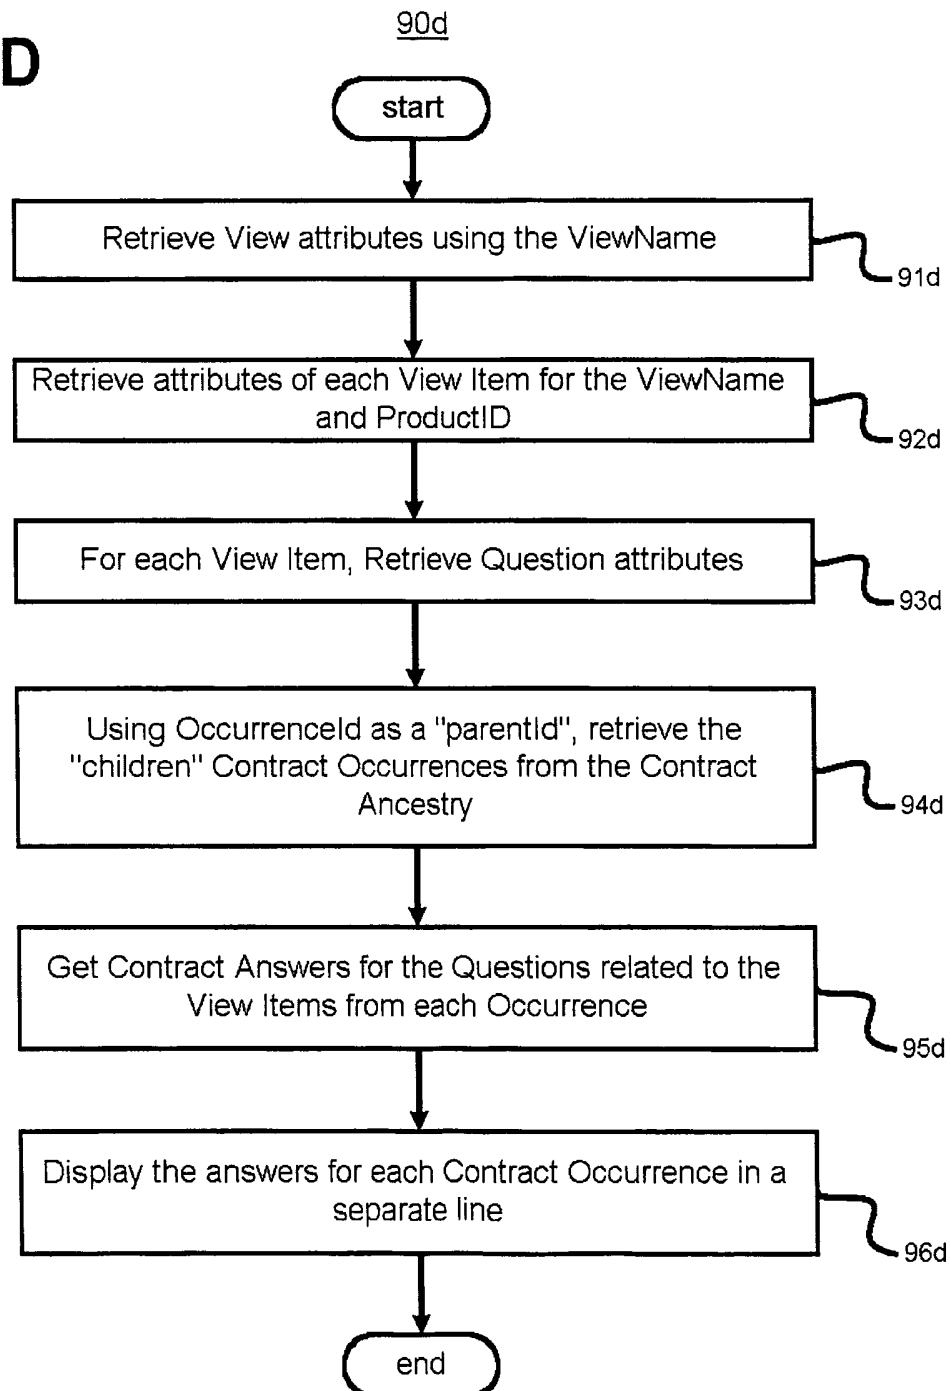 90d
D
start
Retrieve View attributes using the ViewName
91d
Retrieve attributes of each View Item for the ViewName
and ProductID
92d
For each View Item, Retrieve Question attributes
93d
Using OccurrenceId as a "parentId", retrieve the
"children" Contract Occurrences from the Contract
Ancestry
94d
Get Contract Answers for the Questions related to the
View Items from each Occurrence
95d
Display the answers for each Contract Occurrence in a
separate line
96d
end